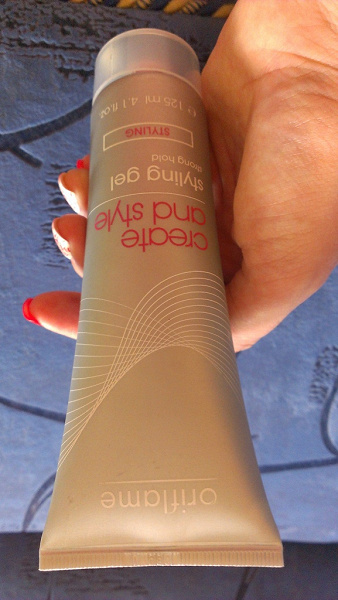 oriflame
create
and style
styling gel
strong hold
STYLING
e 125 ml 4.1 fl.oz